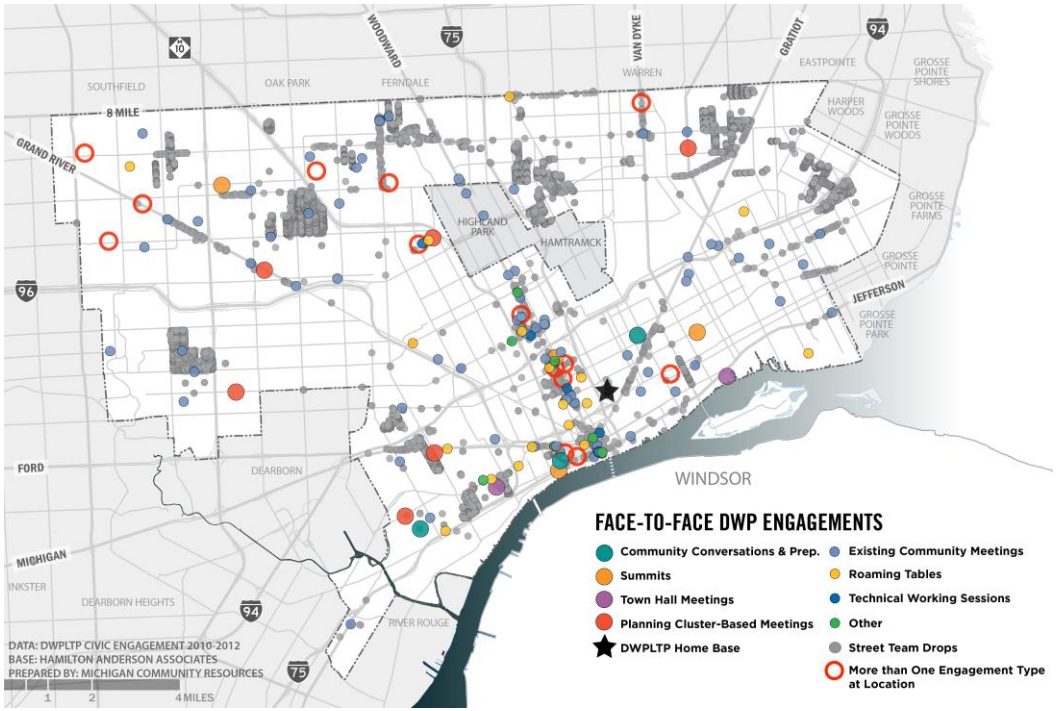 WOODWARD
75
VAN DYKE
GRATIOT
94
M
10
EASTPOINTE
GROSSE
POINTE
SHORES
SOUTHFIELD
OAK PARK
FERNDALE
WARREN
8 MILE
HARPER
WOODS
GROSSE
POINTE
WOODS
GRAND RIVER
GROSSE
POINTE
FARMS
HIGHLAND
PARK
HAMTRAMCK
GROSSE
POINTE
96
JEFFERSON
GROSSE
POINTE
PARK
FORD
DEARBORN
WINDSOR
MICHIGAN
INKSTER
DEARBORN HEIGHTS
94
RIVER ROUGE
75
FACE-TO-FACE DWP ENGAGEMENTS
Community Conversations & Prep.
Summits
Town Hall Meetings
Planning Cluster-Based Meetings
DWPLTP Home Base
Existing Community Meetings
Roaming Tables
Technical Working Sessions
Other
Street Team Drops
More than One Engagement Type
at Location
DATA: DWPLTP CIVIC ENGAGEMENT 2010-2012
BASE: HAMILTON ANDERSON ASSOCIATES
PREPARED BY: MICHIGAN COMMUNITY RESOURCES
1 2 4 MILES